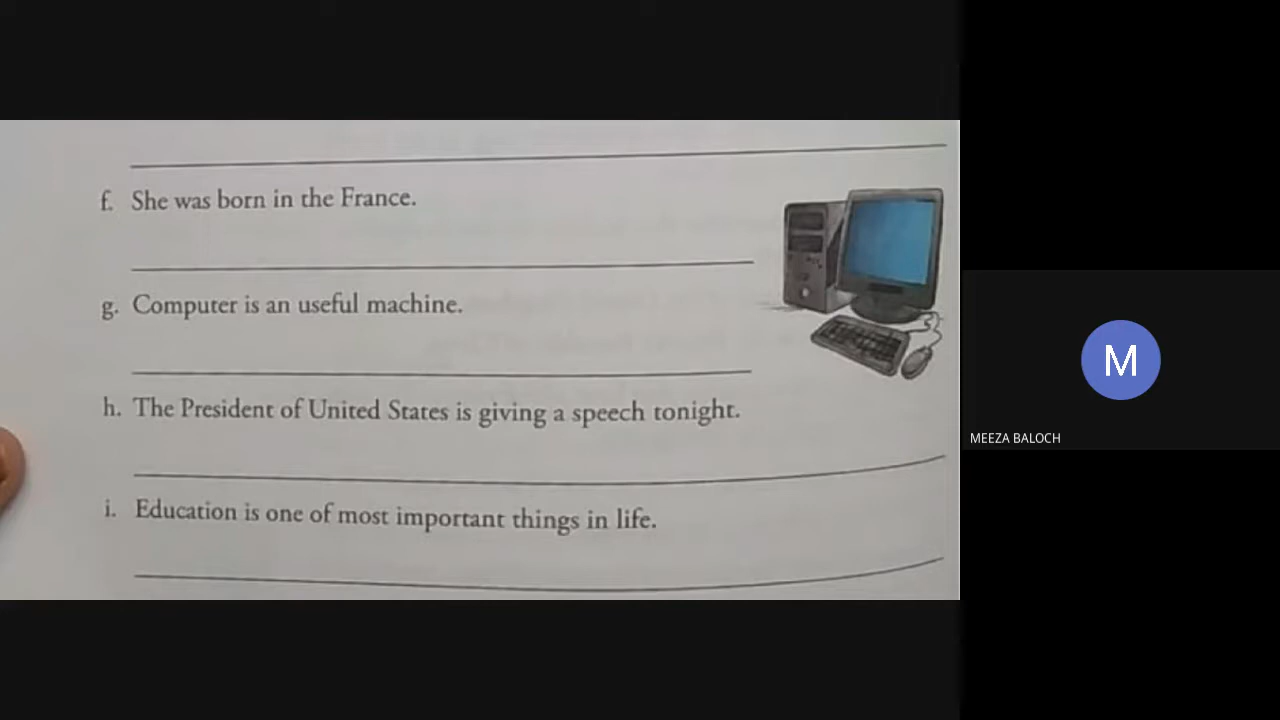 f. She was born in the France.
g. Computer is an useful machine.
h. The President of United States is giving a speech tonight.
i. Education is one of most important things in life.
M
MEEZA BALOCH